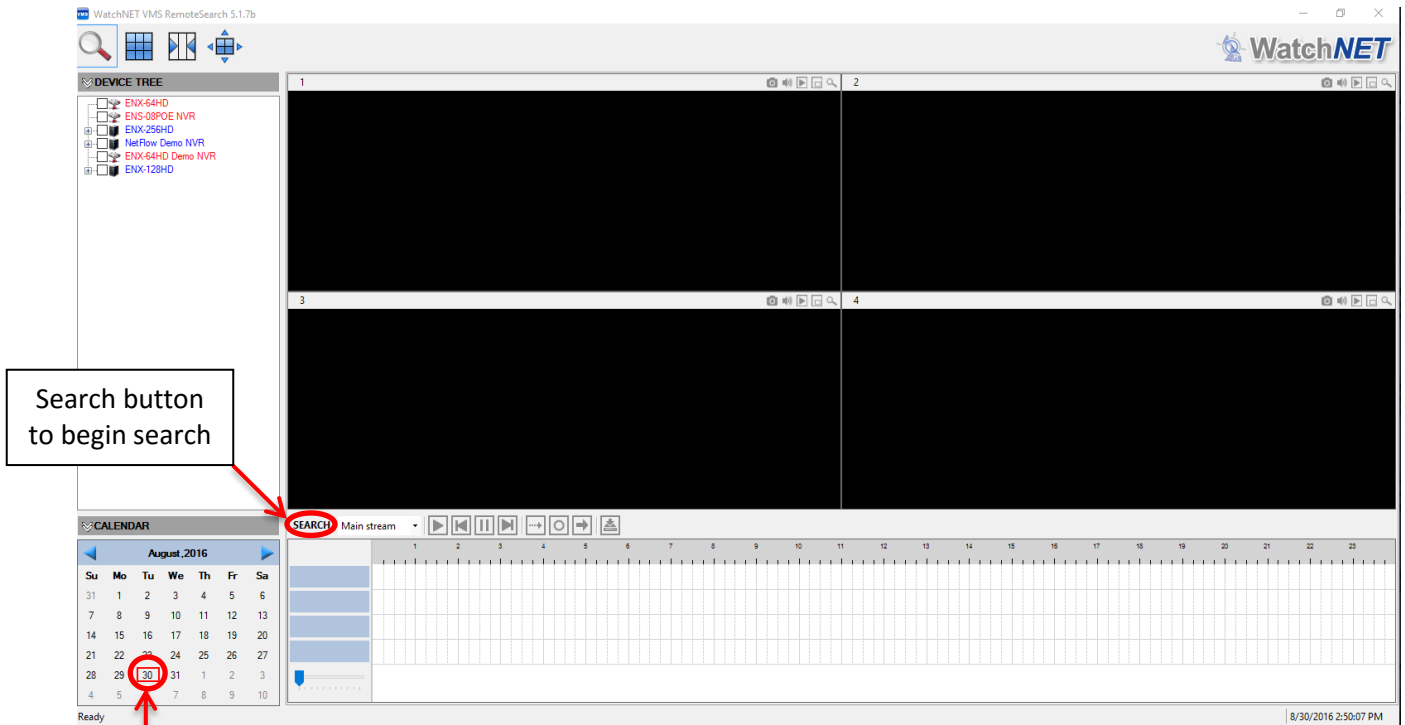 VMS WatchNET VMS RemoteSearch 5.1.7b
WatchNET
DEVICE TREE
ENX-64HD
ENS-08POE NVR
ENX-256HD
NetFlow Demo NVR
ENX-64HD Demo NVR
ENX-128HD
1
2
3
4
Search button
to begin search
SEARCH Main stream
1 2 3 4 5 6 7 8 9 10 11 12 13 14 15 16 17 18 19 20 21 22 23
CALENDAR
August,2016
Su Mo Tu We Th Fr Sa
31 1 2 3 4 5 6
7 8 9 10 11 12 13
14 15 16 17 18 19 20
21 22 23 24 25 26 27
28 29 30 31 1 2 3
4 5 7 8 9 10
Ready
8/30/2016 2:50:07 PM